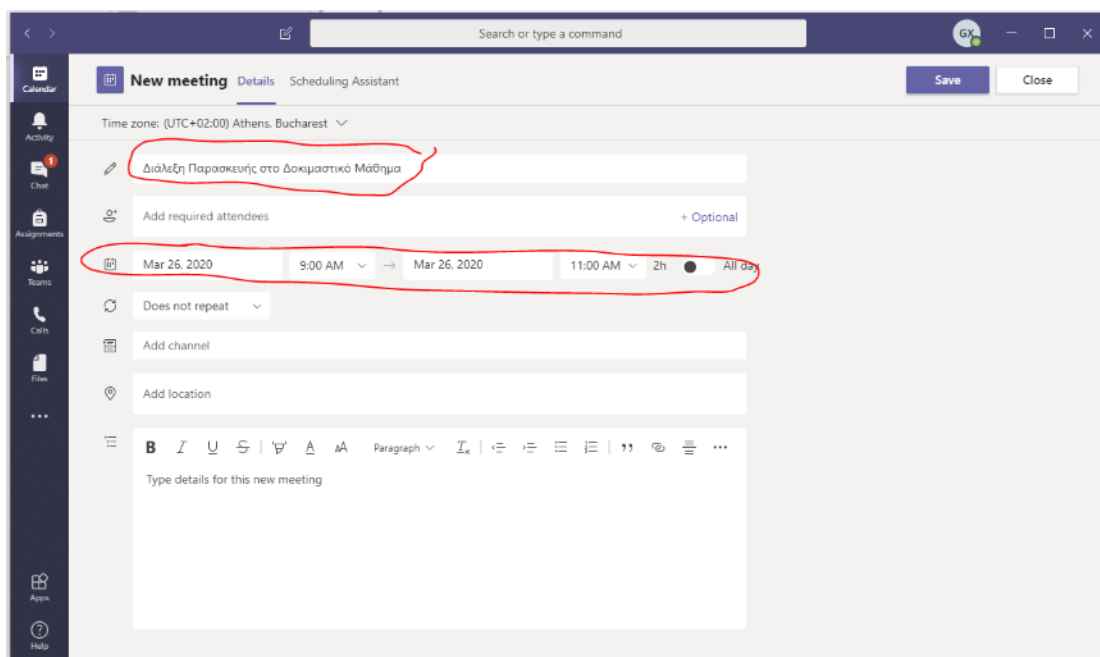 Search or type a command
GX
Calendar
Activity
1
Chat
Assignments
Teams
Calls
Files
Apps
Help
New meeting Details Scheduling Assistant
Save Close
Time zone: (UTC+02:00) Athens, Bucharest
Διάλεξη Παρασκευής στο Δοκιμαστικό Μάθημα
Add required attendees + Optional
Mar 26, 2020 9:00 AM → Mar 26, 2020 11:00 AM 2h All day
Does not repeat
Add channel
Add location
B I U S A AA Paragraph Ix
Type details for this new meeting